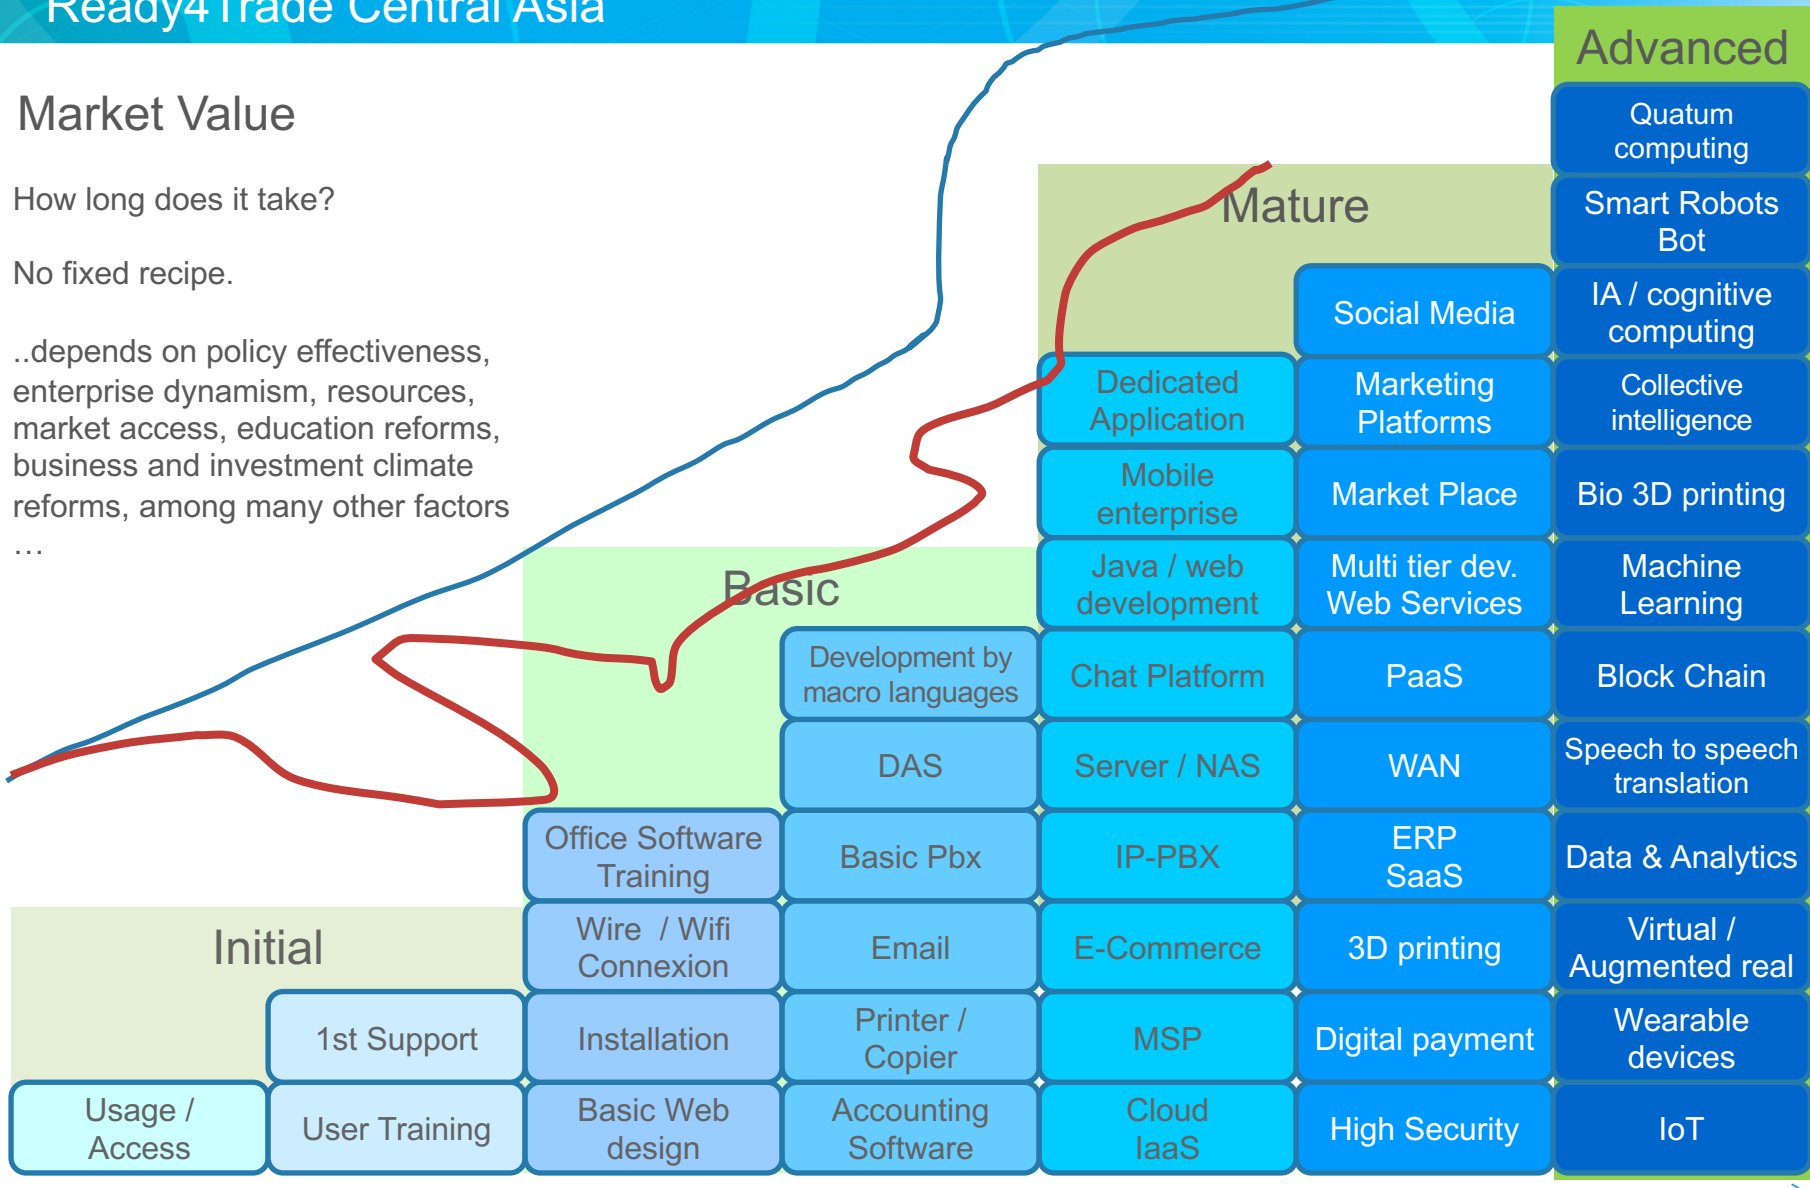 Ready4Trade Central Asia
Market Value
How long does it take?
No fixed recipe.
..depends on policy effectiveness,
enterprise dynamism, resources,
market access, education reforms,
business and investment climate
reforms, among many other factors
…
Initial
Usage /
Access
1st Support
User Training
Basic
Office Software
Training
Wire / Wifi
Connexion
Installation
Basic Web
design
Development by
macro languages
DAS
Basic Pbx
Email
Printer /
Copier
Accounting
Software
Mature
Dedicated
Application
Mobile
enterprise
Java / web
development
Chat Platform
Server / NAS
IP-PBX
E-Commerce
MSP
Cloud
IaaS
Social Media
Marketing
Platforms
Market Place
Multi tier dev.
Web Services
PaaS
WAN
ERP
SaaS
3D printing
Digital payment
High Security
Advanced
Quatum
computing
Smart Robots
Bot
IA / cognitive
computing
Collective
intelligence
Bio 3D printing
Machine
Learning
Block Chain
Speech to speech
translation
Data & Analytics
Virtual /
Augmented real
Wearable
devices
IoT